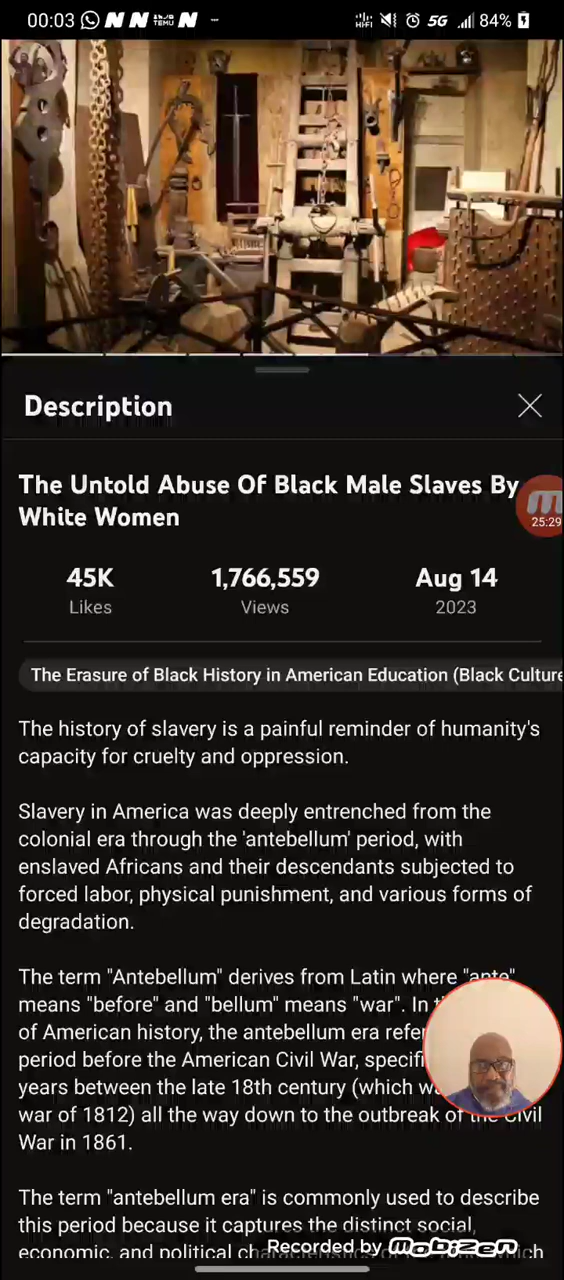 00:03 N N TEMU N 5G 84%
HI-FI
Description
The Untold Abuse Of Black Male Slaves By
White Women
m
25:29
45K 1,766,559 Aug 14
Likes Views 2023
The Erasure of Black History in American Education (Black Culture
The history of slavery is a painful reminder of humanity's
capacity for cruelty and oppression.
Slavery in America was deeply entrenched from the
colonial era through the 'antebellum' period, with
enslaved Africans and their descendants subjected to
forced labor, physical punishment, and various forms of
degradation.
The term "Antebellum" derives from Latin where "ante"
means "before" and "bellum" means "war". In
of American history, the antebellum era
period before the American Civil War,
years between the late 18th century (which
war of 1812) all the way down to the outbreak of the Civil
War in 1861.
The term "antebellum era" is commonly used to describe
this period because it captures the distinct social,
economic, and political
Recorded by Mobizen